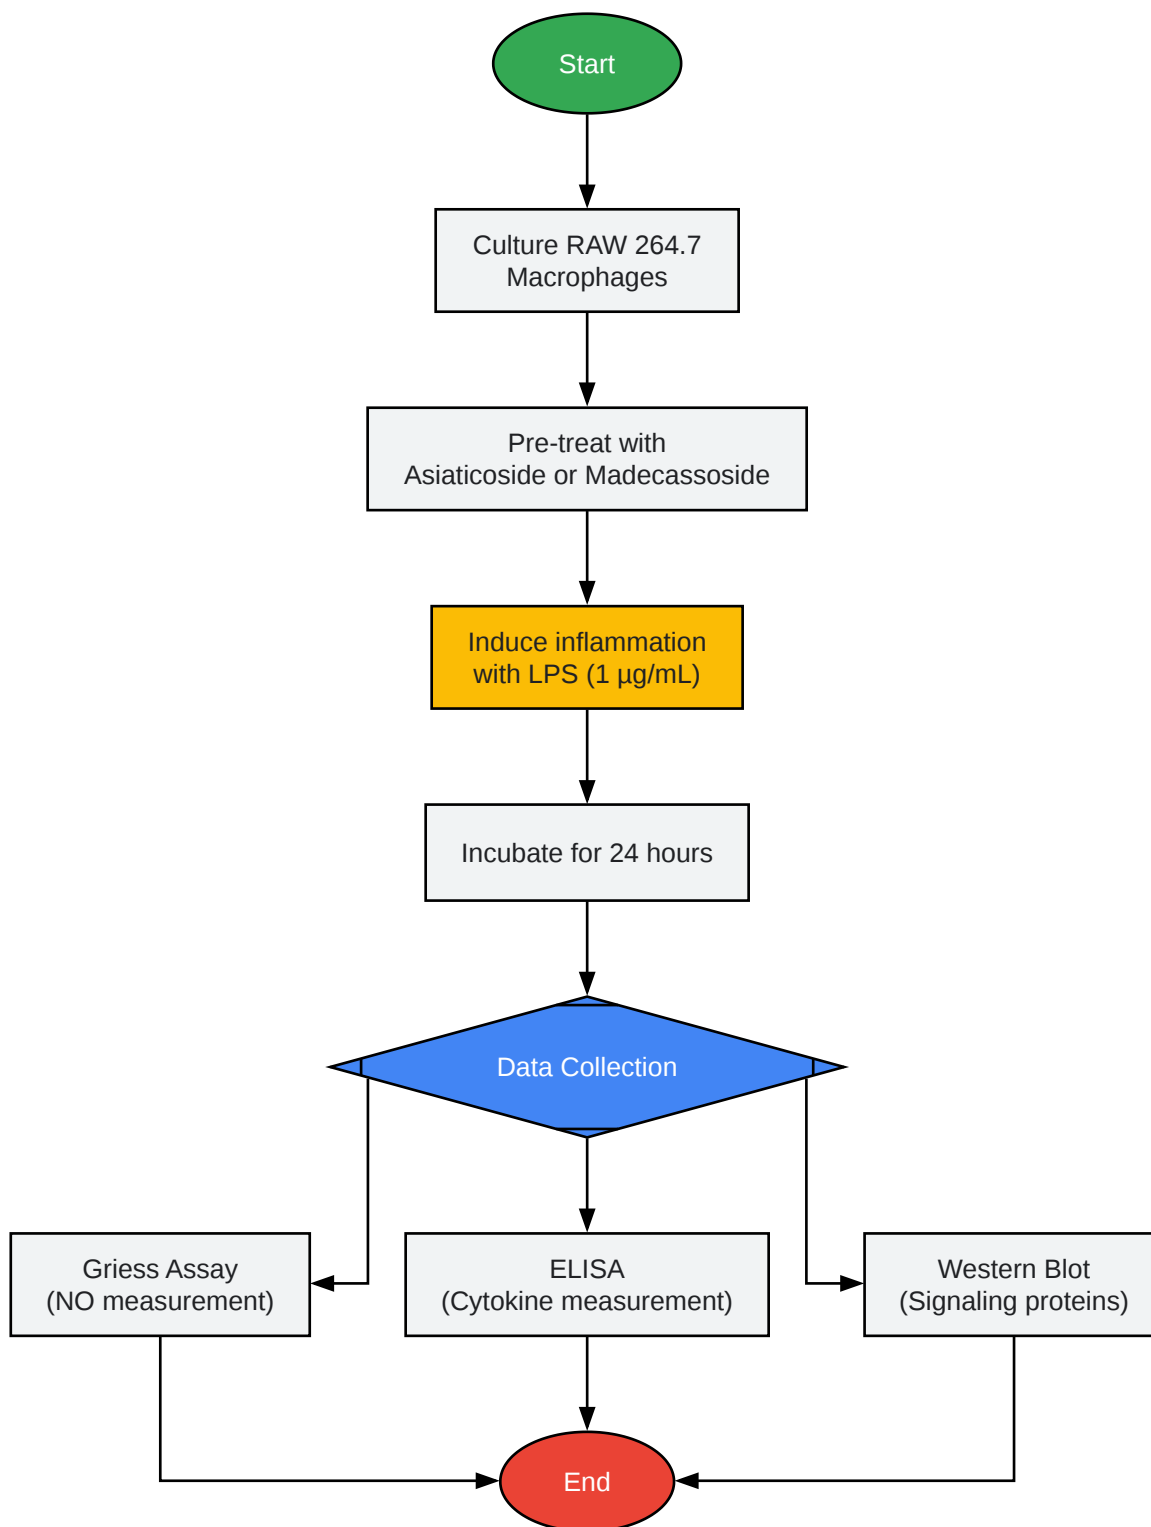 Start
Culture RAW 264.7
Macrophages
Pre-treat with
Asiaticoside or Madecassoside
Induce inflammation
with LPS (1 µg/mL)
Incubate for 24 hours
Data Collection
Griess Assay
(NO measurement)
ELISA
(Cytokine measurement)
Western Blot
(Signaling proteins)
End